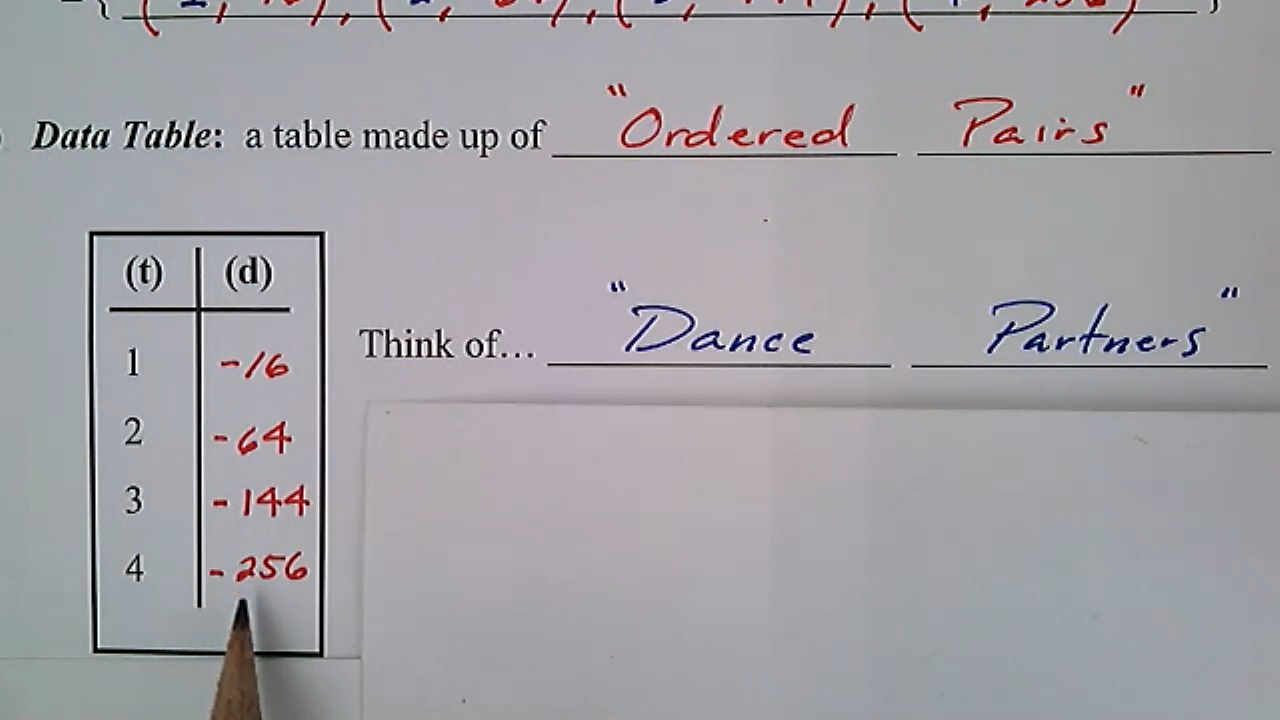 Data Table: a table made up of "Ordered Pairs"
(t) (d)
1 -16
Think of… "Dance Partners"
2 -64
3 -144
4 -256